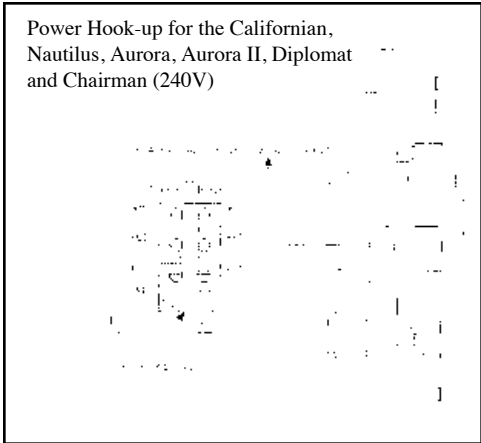 Power Hook-up for the Californian,
Nautilus, Aurora, Aurora II, Diplomat
and Chairman (240V)